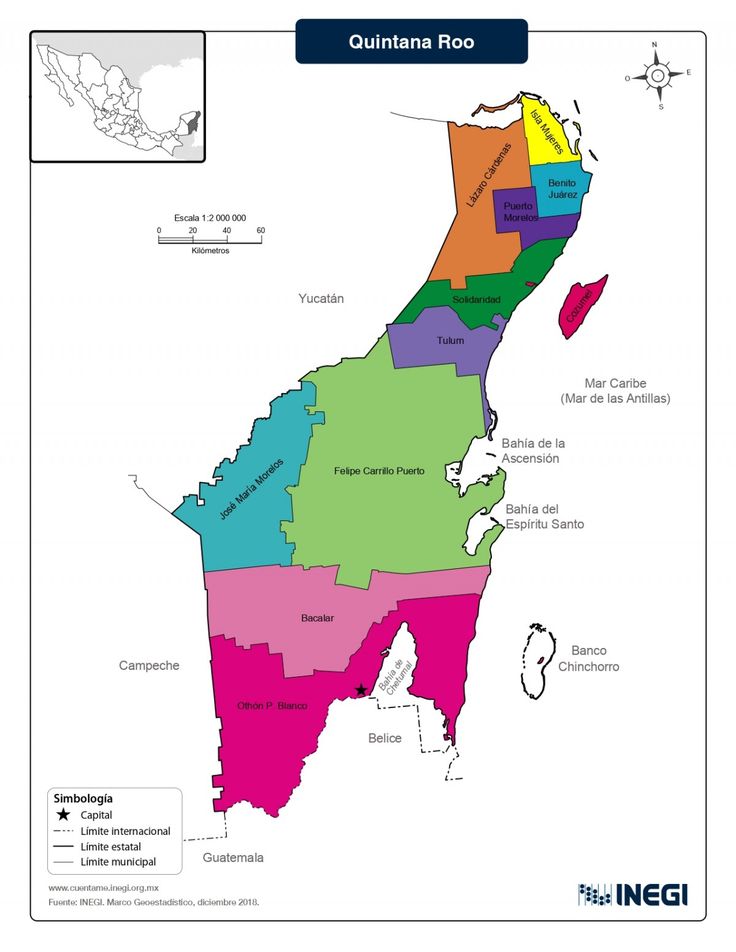 Quintana Roo
N
O
E
S
Isla Mujeres
Lázaro Cárdenas
Benito
Juárez
Puerto
Morelos
Escala 1:2 000 000
0 20 40 60
Kilómetros
Yucatán
Solidaridad
Cozumel
Tulum
Mar Caribe
(Mar de las Antillas)
Bahía de la
Ascensión
Felipe Carrillo Puerto
José María Morelos
Bahía del
Espíritu Santo
Bacalar
Campeche
Bahía de
Chetumal
Banco
Chinchorro
Othón P. Blanco
Belice
Simbología
Capital
Límite internacional
Límite estatal
Límite municipal
Guatemala
www.cuentame.inegi.org.mx
Fuente: INEGI. Marco Geoestadístico, diciembre 2018.
INEGI